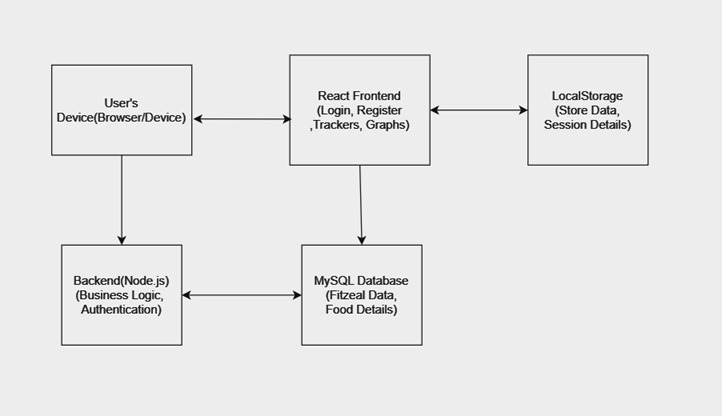 User's
Device(Browser/Device)
React Frontend
(Login, Register
,Trackers, Graphs)
LocalStorage
(Store Data,
Session Details)
Backend(Node.js)
(Business Logic,
Authentication)
MySQL Database
(Fitzeal Data,
Food Details)